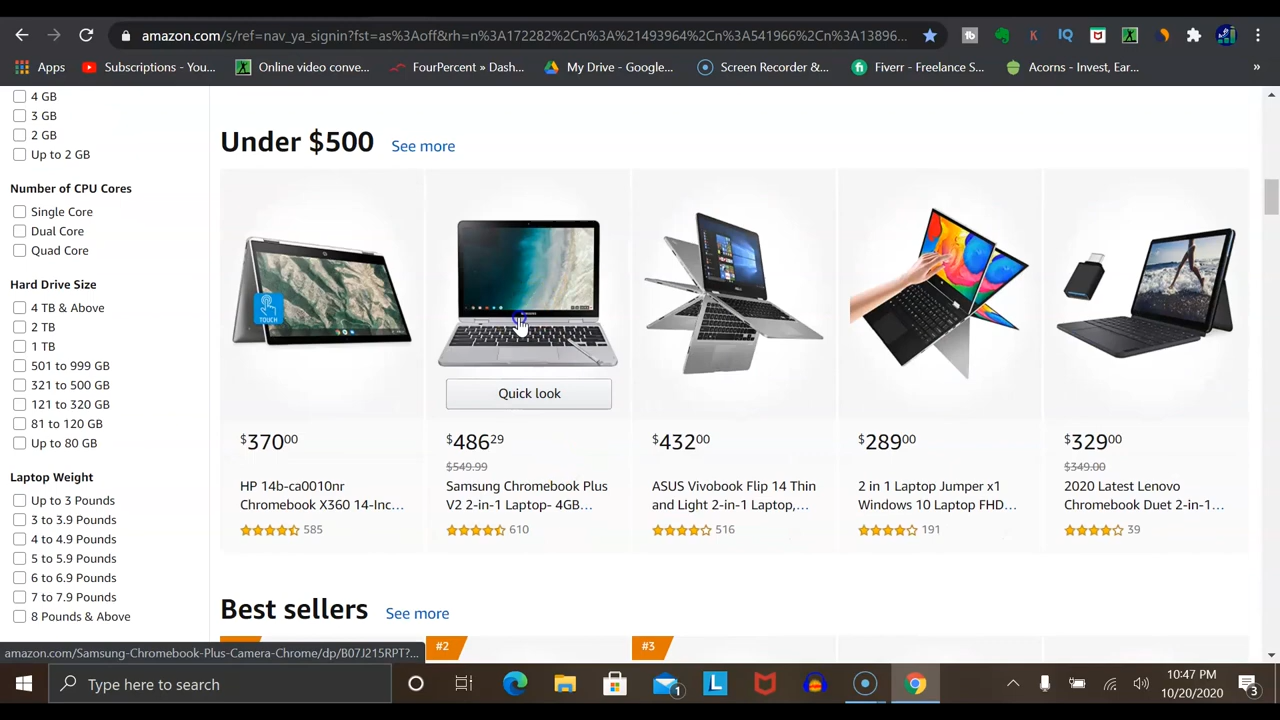 amazon.com/s/ref=nav_ya_signin?fst=as%3Aoff&rh=n%3A172282%2Cn%3A%21493964%2Cn%3A541966%2Cn%3A13896...
Apps
Subscriptions - You...
Online video conve...
FourPercent » Dash...
My Drive - Google...
Screen Recorder &...
Fiverr - Freelance S...
Acorns - Invest, Ear...
»
4 GB
3 GB
2 GB
Up to 2 GB
Number of CPU Cores
Single Core
Dual Core
Quad Core
Hard Drive Size
4 TB & Above
2 TB
1 TB
501 to 999 GB
321 to 500 GB
121 to 320 GB
81 to 120 GB
Up to 80 GB
Laptop Weight
Up to 3 Pounds
3 to 3.9 Pounds
4 to 4.9 Pounds
5 to 5.9 Pounds
6 to 6.9 Pounds
7 to 7.9 Pounds
8 Pounds & Above
Under $500 See more
TOUCH
Quick look
$37000
HP 14b-ca0010nr
Chromebook X360 14-Inc...
585
$48629
$549.99
Samsung Chromebook Plus
V2 2-in-1 Laptop- 4GB...
610
$43200
ASUS Vivobook Flip 14 Thin
and Light 2-in-1 Laptop,...
516
$28900
2 in 1 Laptop Jumper x1
Windows 10 Laptop FHD...
191
$32900
$349.00
2020 Latest Lenovo
Chromebook Duet 2-in-1...
39
Best sellers See more
#2
#3
amazon.com/Samsung-Chromebook-Plus-Camera-Chrome/dp/B07J215RPT?...
Type here to search
1
L
10:47 PM
10/20/2020
3